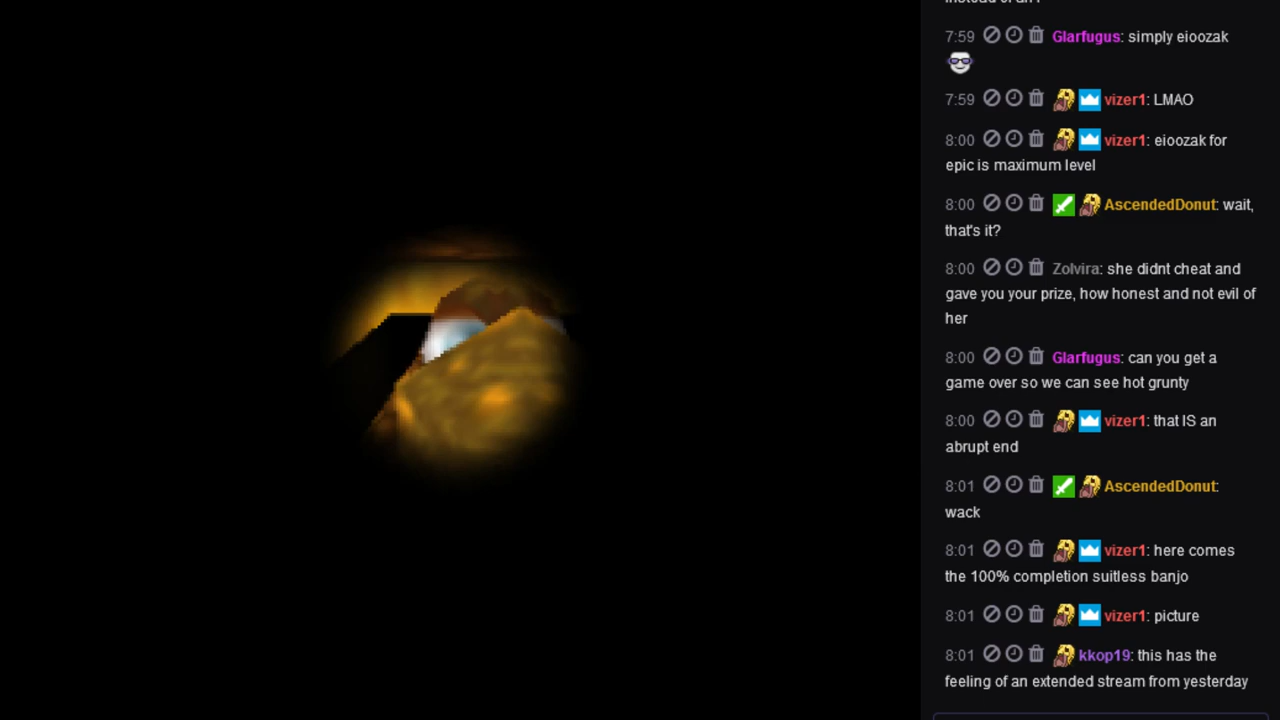 7:59 Glarfugus: simply eioozak
7:59 vizer1: LMAO
8:00 vizer1: eioozak for
epic is maximum level
8:00 AscendedDonut: wait,
that's it?
8:00 Zolvira: she didnt cheat and
gave you your prize, how honest and not evil of
her
8:00 Glarfugus: can you get a
game over so we can see hot grunty
8:00 vizer1: that IS an
abrupt end
8:01 AscendedDonut:
wack
8:01 vizer1: here comes
the 100% completion suitless banjo
8:01 vizer1: picture
8:01 kkop19: this has the
feeling of an extended stream from yesterday